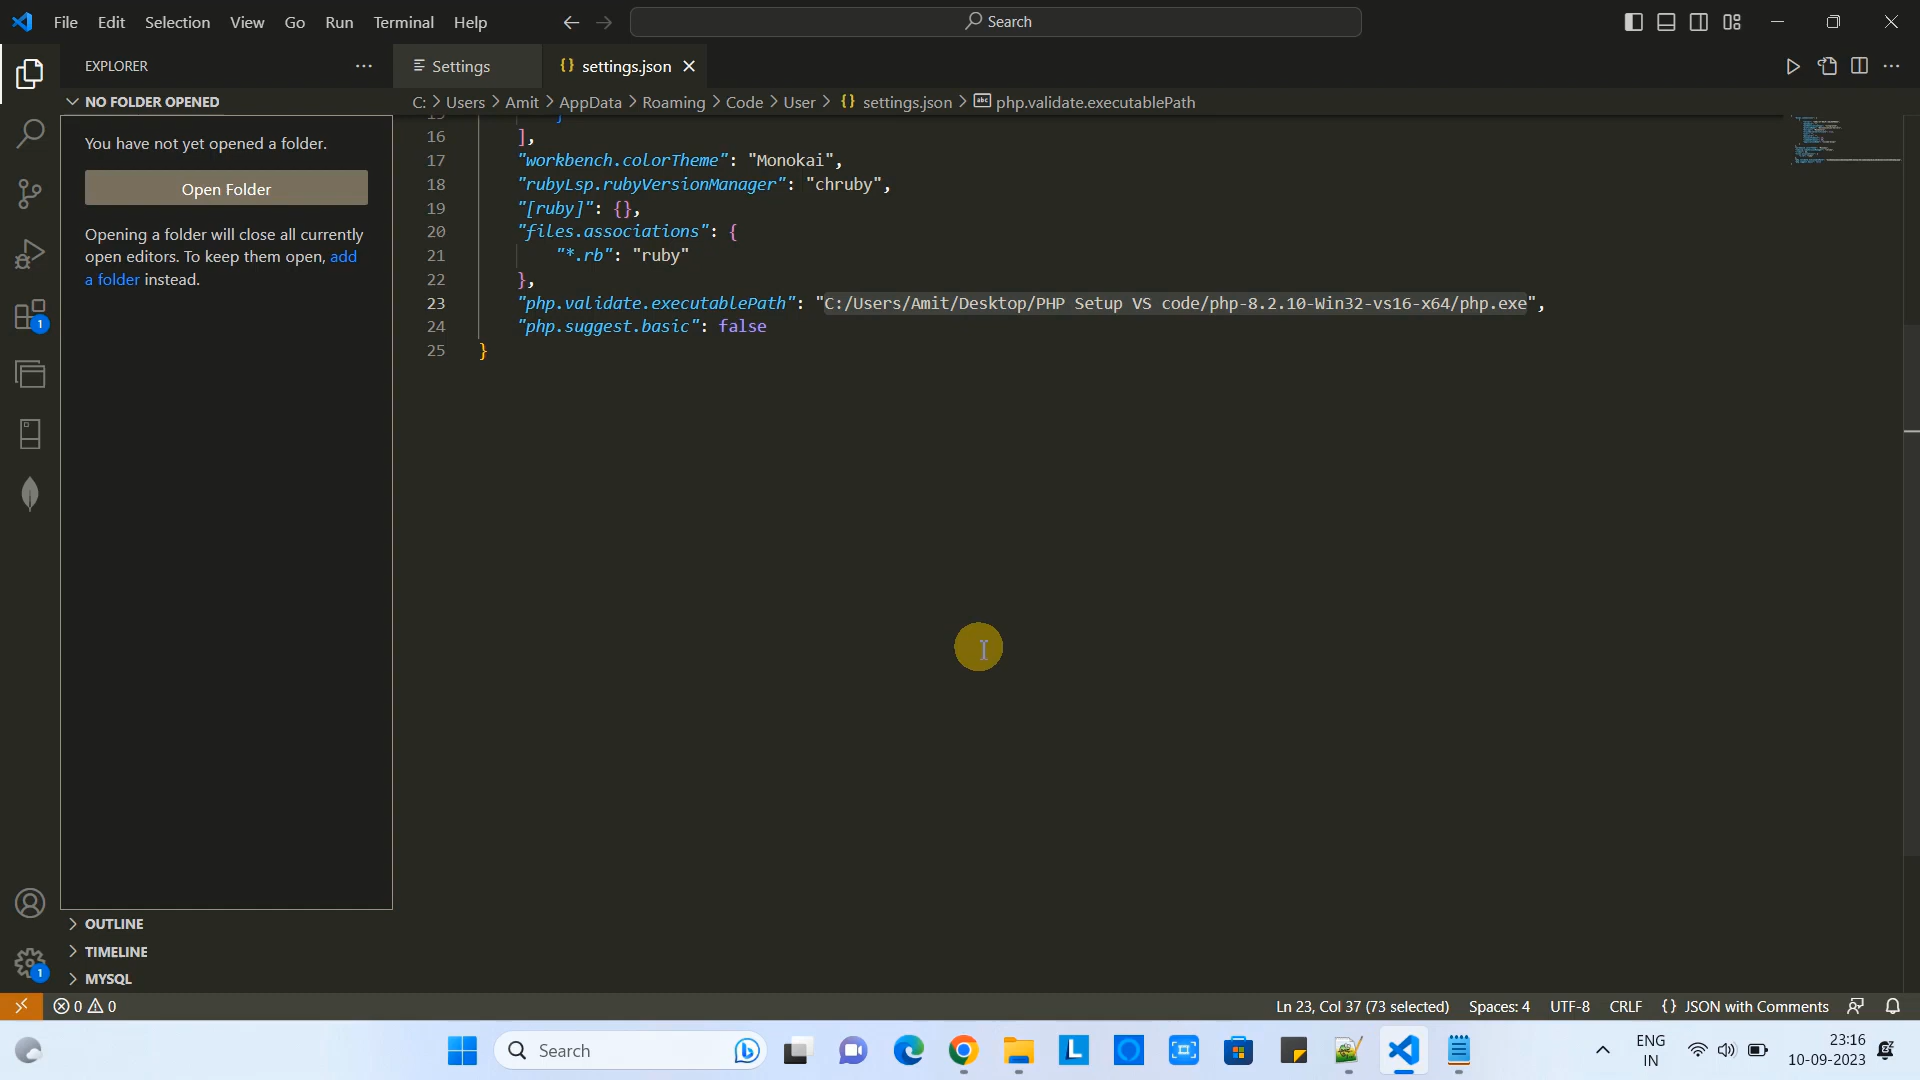 File Edit Selection View Go Run Terminal Help
Search
EXPLORER
Settings
settings.json
NO FOLDER OPENED
C: > Users > Amit > AppData > Roaming > Code > User > {} settings.json > abc php.validate.executablePath
You have not yet opened a folder.
Open Folder
Opening a folder will close all currently
open editors. To keep them open, add
a folder instead.
16 ],
17 "workbench.colorTheme": "Monokai",
18 "rubyLsp.rubyVersionManager": "chruby",
19 "[ruby]": {},
20 "files.associations": {
21 "*.rb": "ruby"
22 },
23 "php.validate.executablePath": "C:/Users/Amit/Desktop/PHP Setup VS code/php-8.2.10-Win32-vs16-x64/php.exe",
24 "php.suggest.basic": false
25 }
1
OUTLINE
TIMELINE
1
MYSQL
0 0
Ln 23, Col 37 (73 selected) Spaces: 4 UTF-8 CRLF {} JSON with Comments
Search
L
ENG
IN
23:16
10-09-2023